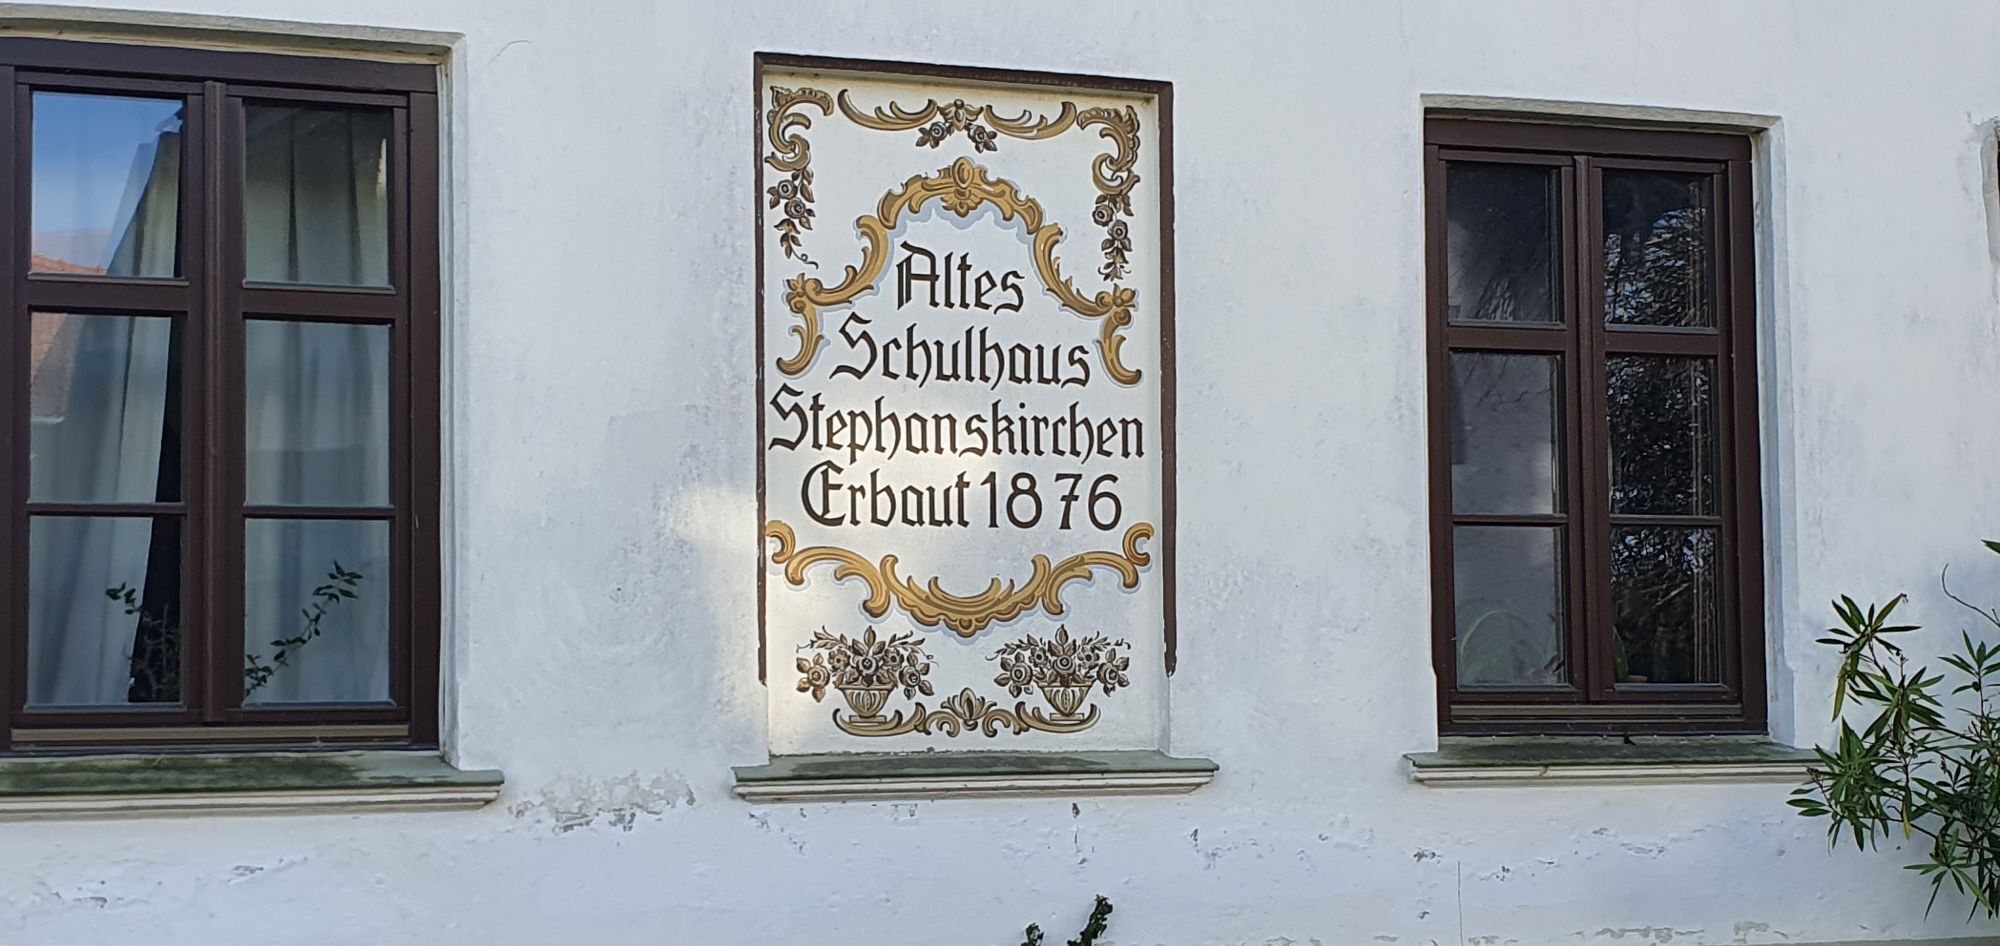 Altes
Schulhaus
Stephanskirchen
Erbaut 1876